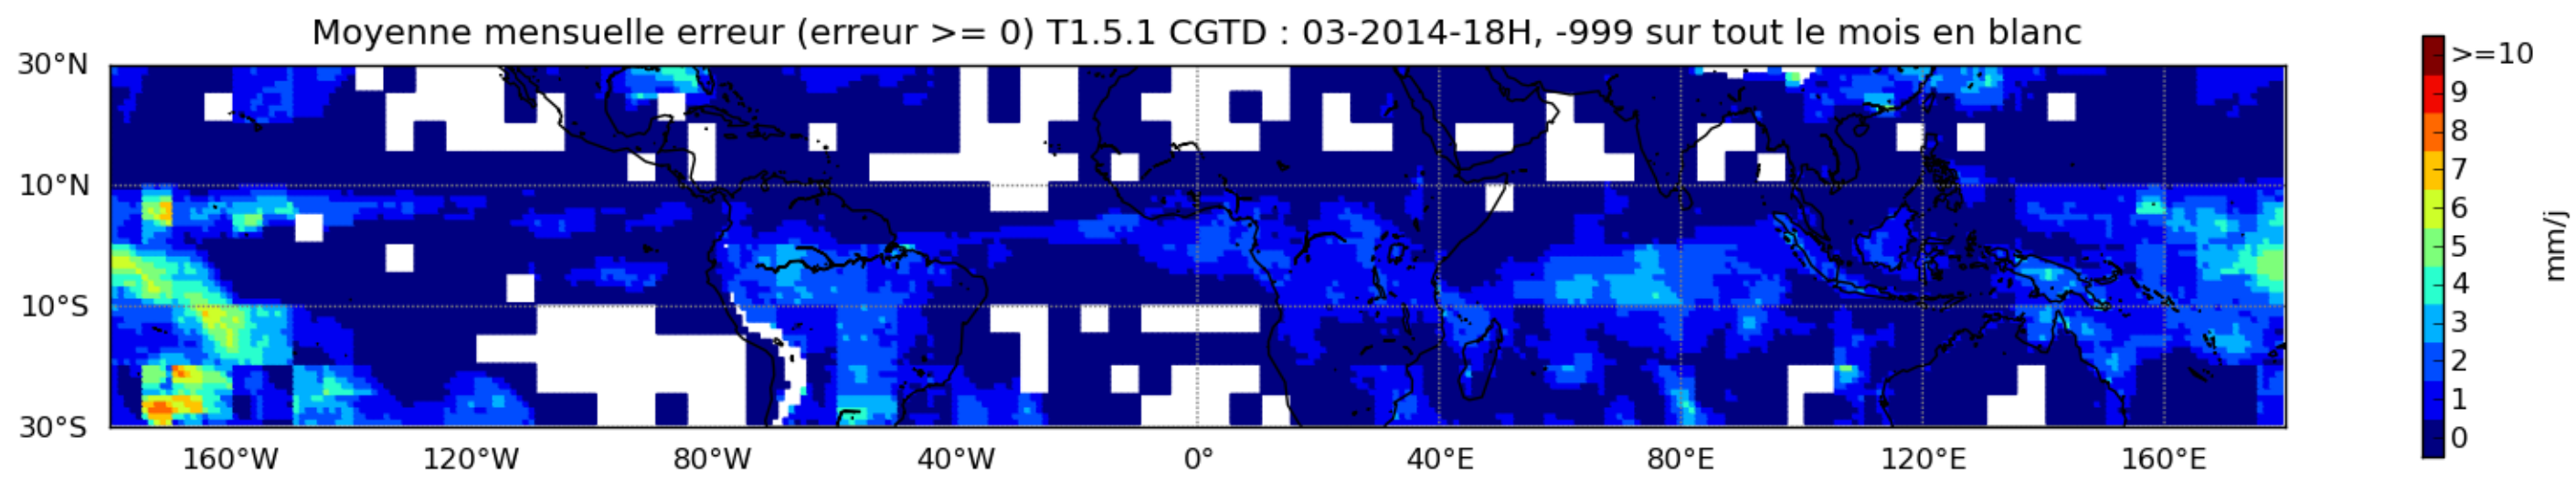 Moyenne mensuelle erreur (erreur >= 0) T1.5.1 CGTD : 03-2014-18H, -999 sur tout le mois en blanc
30°N
10°N
10°S
30°S
160°W 120°W 80°W 40°W 0° 40°E 80°E 120°E 160°E
>=10
9
8
7
6
5
4
3
2
1
0
mm/j